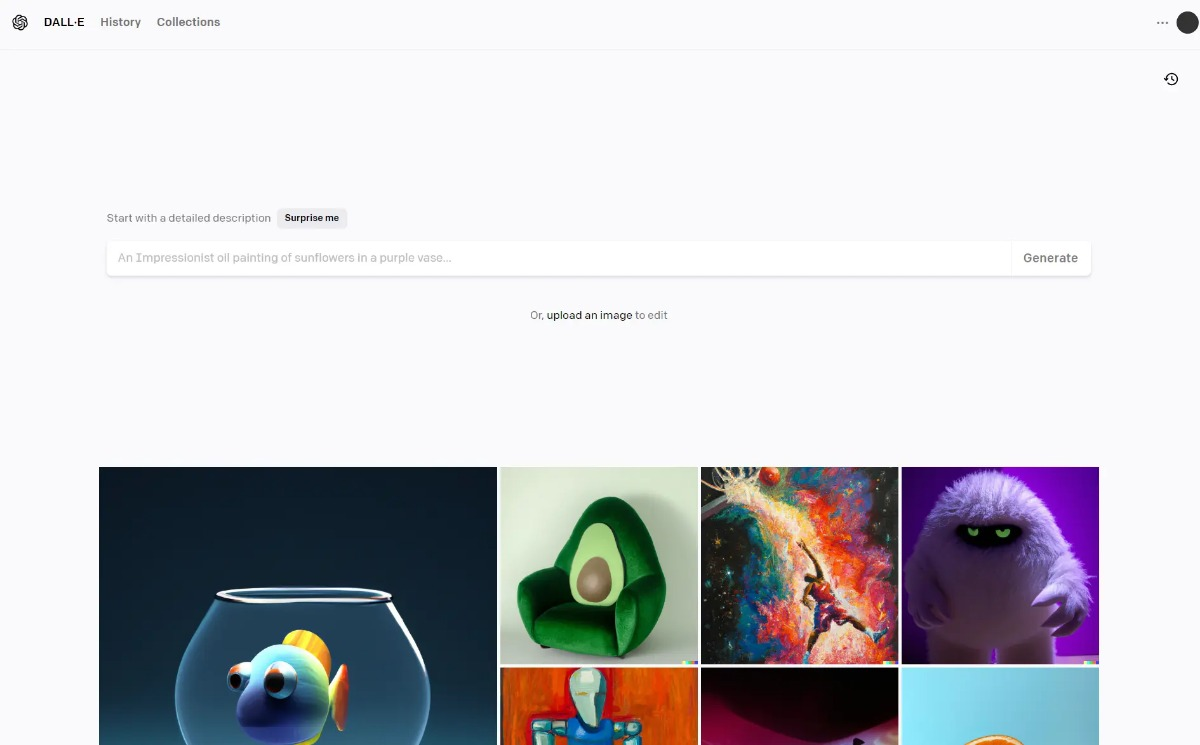 DALL·E History Collections
Start with a detailed description Surprise me
An Impressionist oil painting of sunflowers in a purple vase...
Generate
Or, upload an image to edit